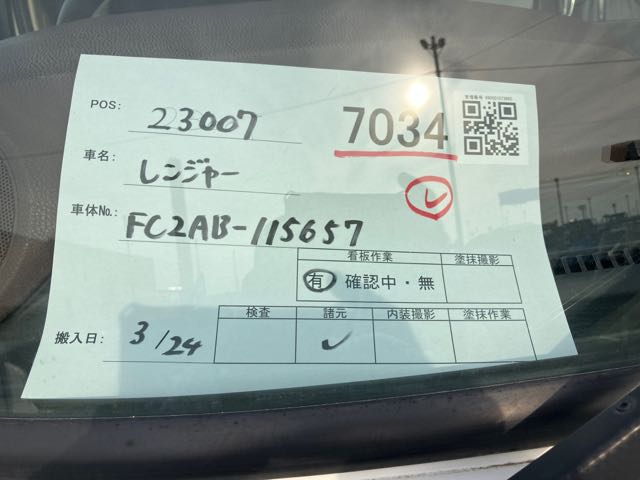 POS: 23007 7034
車名: レンジャー
車体No.: FC2AB-115657
看板作業 塗抹撮影
有 確認中・無
検査 諸元 内装撮影 塗抹作業
搬入日: 3/24